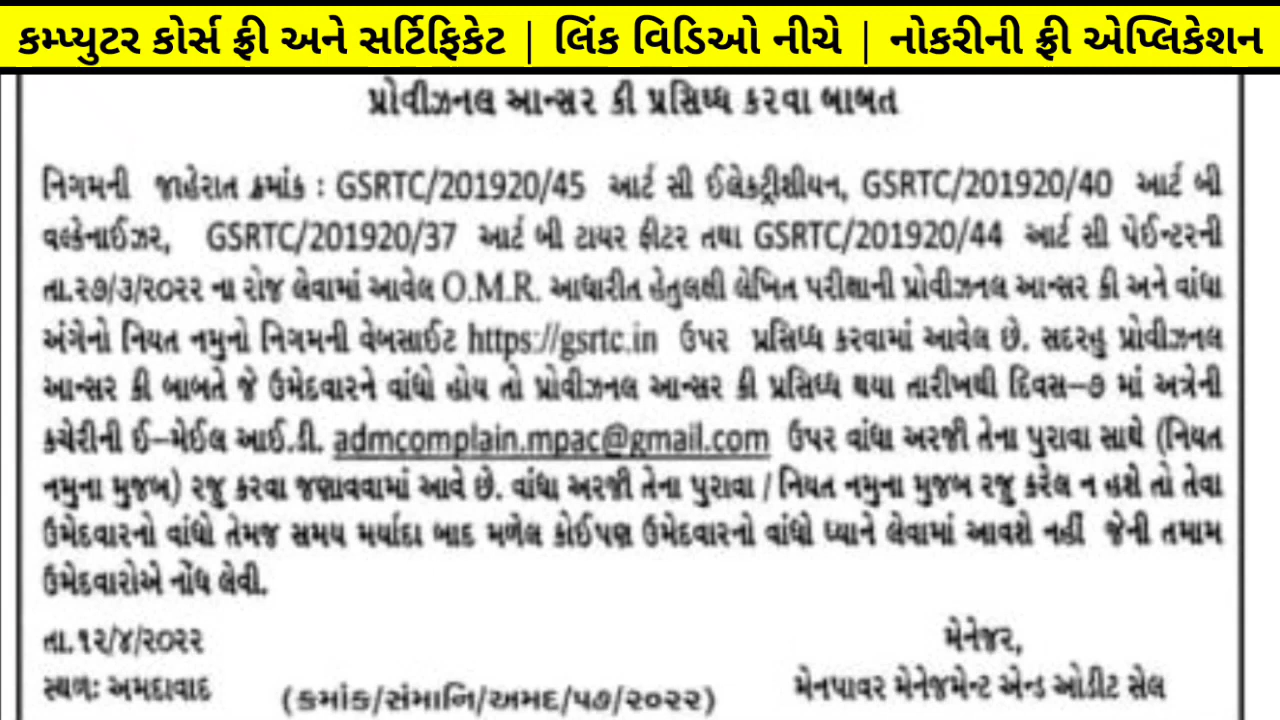 કમ્પ્યુટર કોર્સ ફ્રી અને સર્ટિફિકેટ | લિંક વિડિઓ નીચે | નોકરીની ફ્રી એપ્લિકેશન
પ્રોવીઝનલ આન્સર કી પ્રસિધ્ધ કરવા બાબત
નિગમની જાહેરાત ક્રમાંક : GSRTC/201920/45 આર્ટ સી ઈલેકટ્રીશીયન, GSRTC/201920/40 આર્ટ બી
વલ્કેનાઈઝર, GSRTC/201920/37 આર્ટ બી ટાયર ફીટર તથા GSRTC/201920/44 આર્ટ સી પેઈન્ટરની
તા.૨૭/૩/૨૦૨૨ ના રોજ લેવામાં આવેલ O.M.R. આધારીત હેતુલક્ષી લેખિત પરીક્ષાની પ્રોવીઝનલ આન્સર કી અને વાંધા
અંગેનો નિયત નમુનો નિગમની વેબસાઈટ https://gsrtc.in ઉપર પ્રસિધ્ધ કરવામાં આવેલ છે. સદરહુ પ્રોવીઝનલ
આન્સર કી બાબતે જે ઉમેદવારને વાંધો હોય તો પ્રોવીઝનલ આન્સર કી પ્રસિધ્ધ થયા તારીખથી દિવસ–૭ માં અત્રેની
કચેરીની ઈ–મેઈલ આઈ.ડી. admcomplain.mpac@gmail.com ઉપર વાંધા અરજી તેના પુરાવા સાથે (નિયત
નમુના મુજબ) રજુ કરવા જણાવવામાં આવે છે. વાંધા અરજી તેના પુરાવા / નિયત નમુના મુજબ રજુ કરેલ ન હશે તો તેવા
ઉમેદવારનો વાંધો તેમજ સમય મર્યાદા બાદ મળેલ કોઈપણ ઉમેદવારનો વાંધો ધ્યાને લેવામાં આવશે નહીં જેની તમામ
ઉમેદવારોએ નોંધ લેવી.
તા.૧૨/૪/૨૦૨૨ મેનેજર,
સ્થળઃ અમદાવાદ (કમાંક/સંમાનિ/અમદ/૫૭/૨૦૨૨) મેનપાવર મેનેજમેન્ટ એન્ડ ઓડીટ સેલ